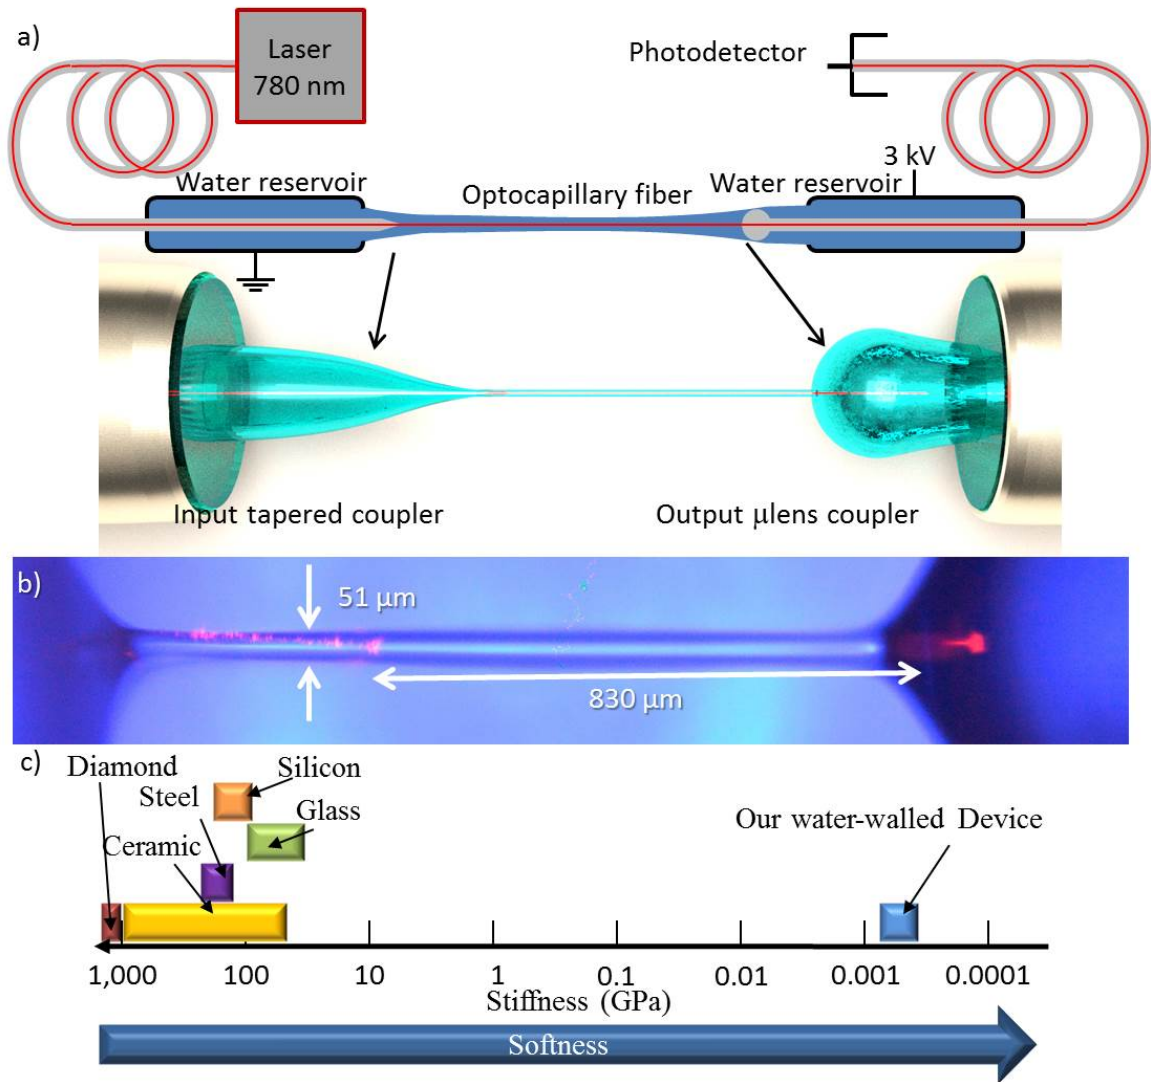 a)
Laser
780 nm
Photodetector
3 kV
Water reservoir
Optocapillary fiber
Water reservoir
Input tapered coupler
Output µlens coupler
b)
51 µm
830 µm
c)
Diamond
Silicon
Steel
Glass
Ceramic
Our water-walled Device
1,000 100 10 1 0.1 0.01 0.001 0.0001
Stiffness (GPa)
Softness